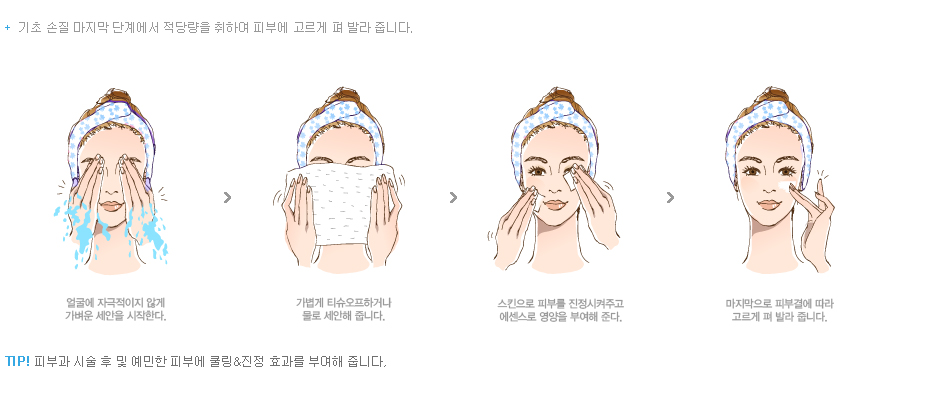 + 기초 손질 마지막 단계에서 적당량을 취하여 피부에 고르게 펴 발라 줍니다.
얼굴에 자극적이지 않게
가벼운 세안을 시작한다.
가볍게 티슈오프하거나
물로 세안해 줍니다.
스킨으로 피부를 진정시켜주고
에센스로 영양을 부여해 준다.
마지막으로 피부결에 따라
고르게 펴 발라 줍니다.
TIP! 피부과 시술 후 및 예민한 피부에 쿨링&진정 효과를 부여해 줍니다.